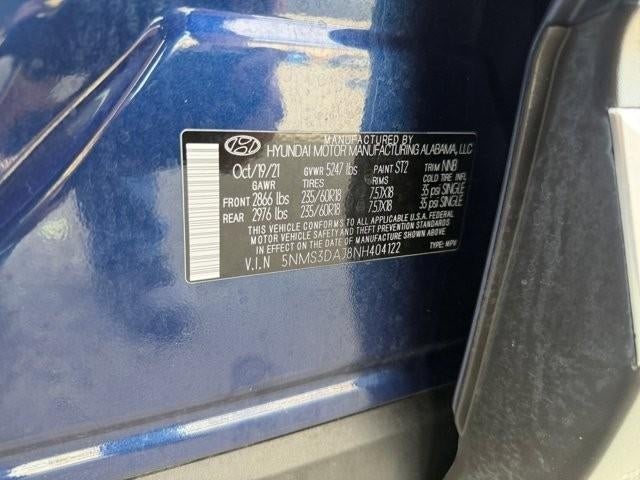 MANUFACTURED BY
HYUNDAI MOTOR MANUFACTURING ALABAMA, LLC
Oct/19/21 GVWR 5247 lbs PAINT ST2 TRIM NNB
GAWR TIRES RIMS COLD TIRE INFL
FRONT 2866 lbs 235/60R18 7.5JX18 35 psi SINGLE
REAR 2976 lbs 235/60R18 7.5JX18 35 psi SINGLE
THIS VEHICLE CONFORMS TO ALL APPLICABLE U.S.A. FEDERAL
MOTOR VEHICLE SAFETY, BUMPER, AND THEFT PREVENTION
STANDARDS IN EFFECT ON THE DATE OF MANUFACTURE SHOWN ABOVE.
V.I.N 5NMS3DAJ8NH404122 TYPE: MPV